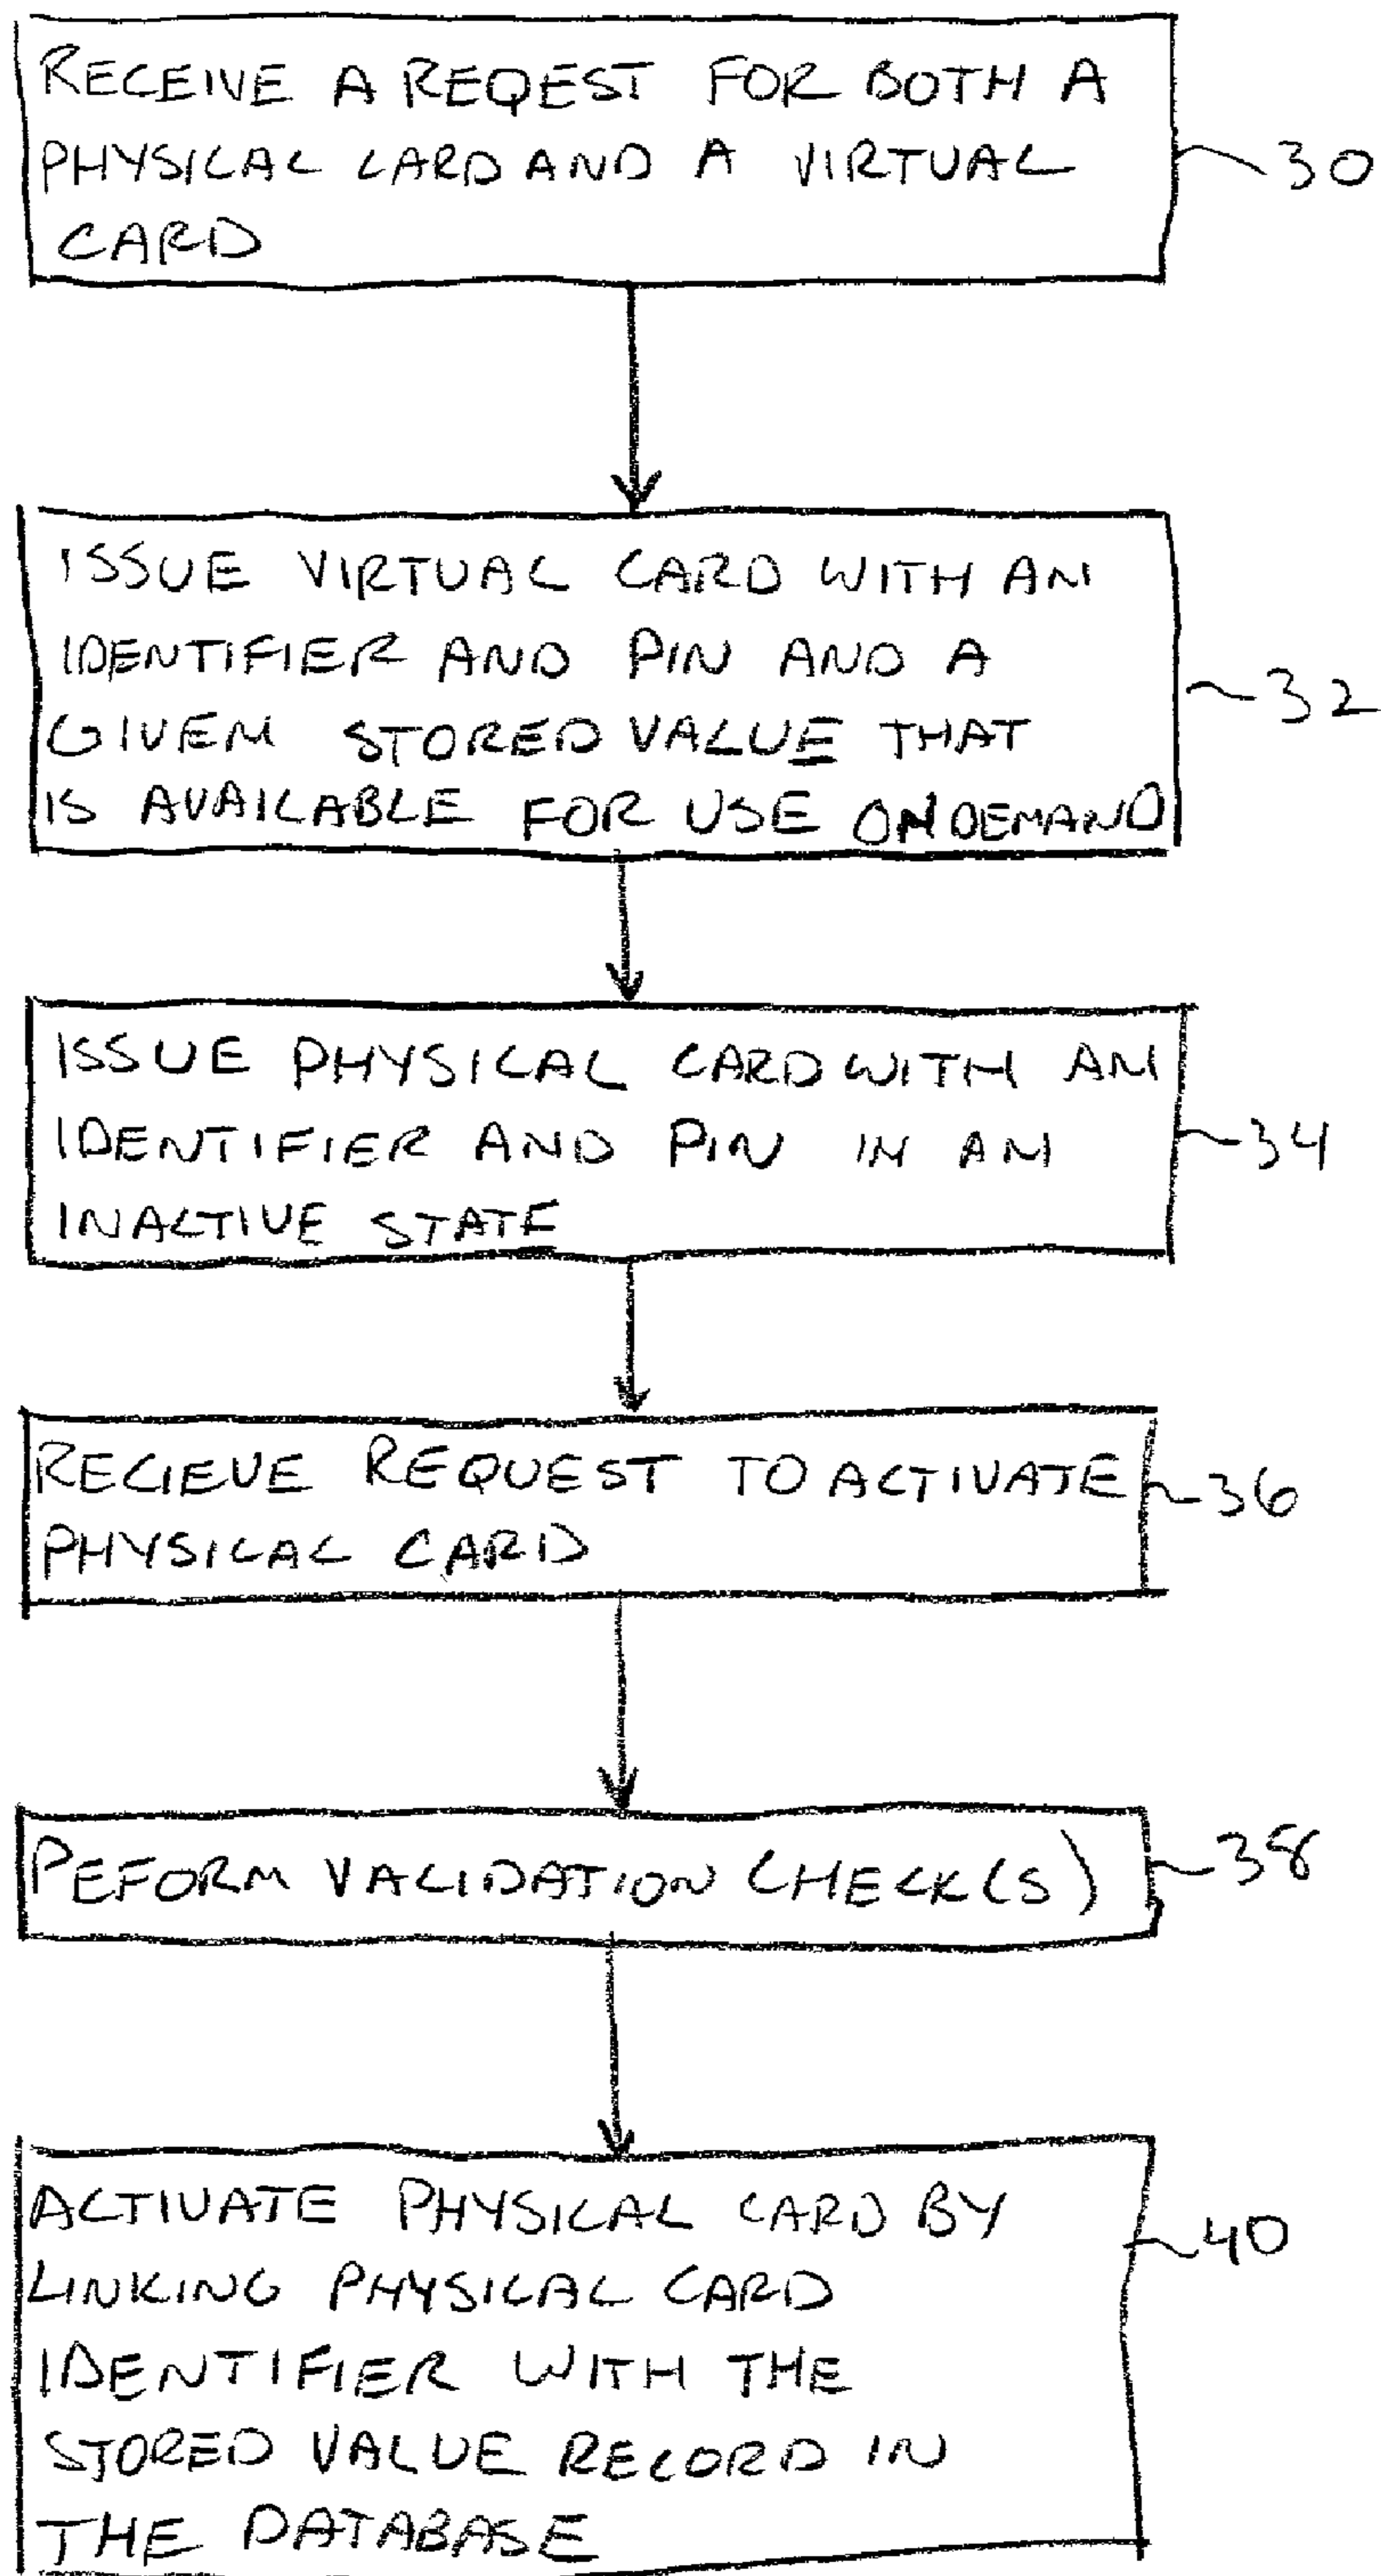 RECEIVE A REQEST FOR BOTH A
PHYSICAL CARD AND A VIRTUAL
CARD
30
ISSUE VIRTUAL CARD WITH AN
IDENTIFIER AND PIN AND A
GIVEN STORED VALUE THAT
IS AVAILABLE FOR USE ON DEMAND
32
ISSUE PHYSICAL CARD WITH AN
IDENTIFIER AND PIN IN AN
INACTIVE STATE
34
RECIEVE REQUEST TO ACTIVATE
PHYSICAL CARD
36
PEFORM VALIDATION CHECK(S)
38
ACTIVATE PHYSICAL CARD BY
LINKING PHYSICAL CARD
IDENTIFIER WITH THE
STORED VALUE RECORD IN
THE DATABASE
40